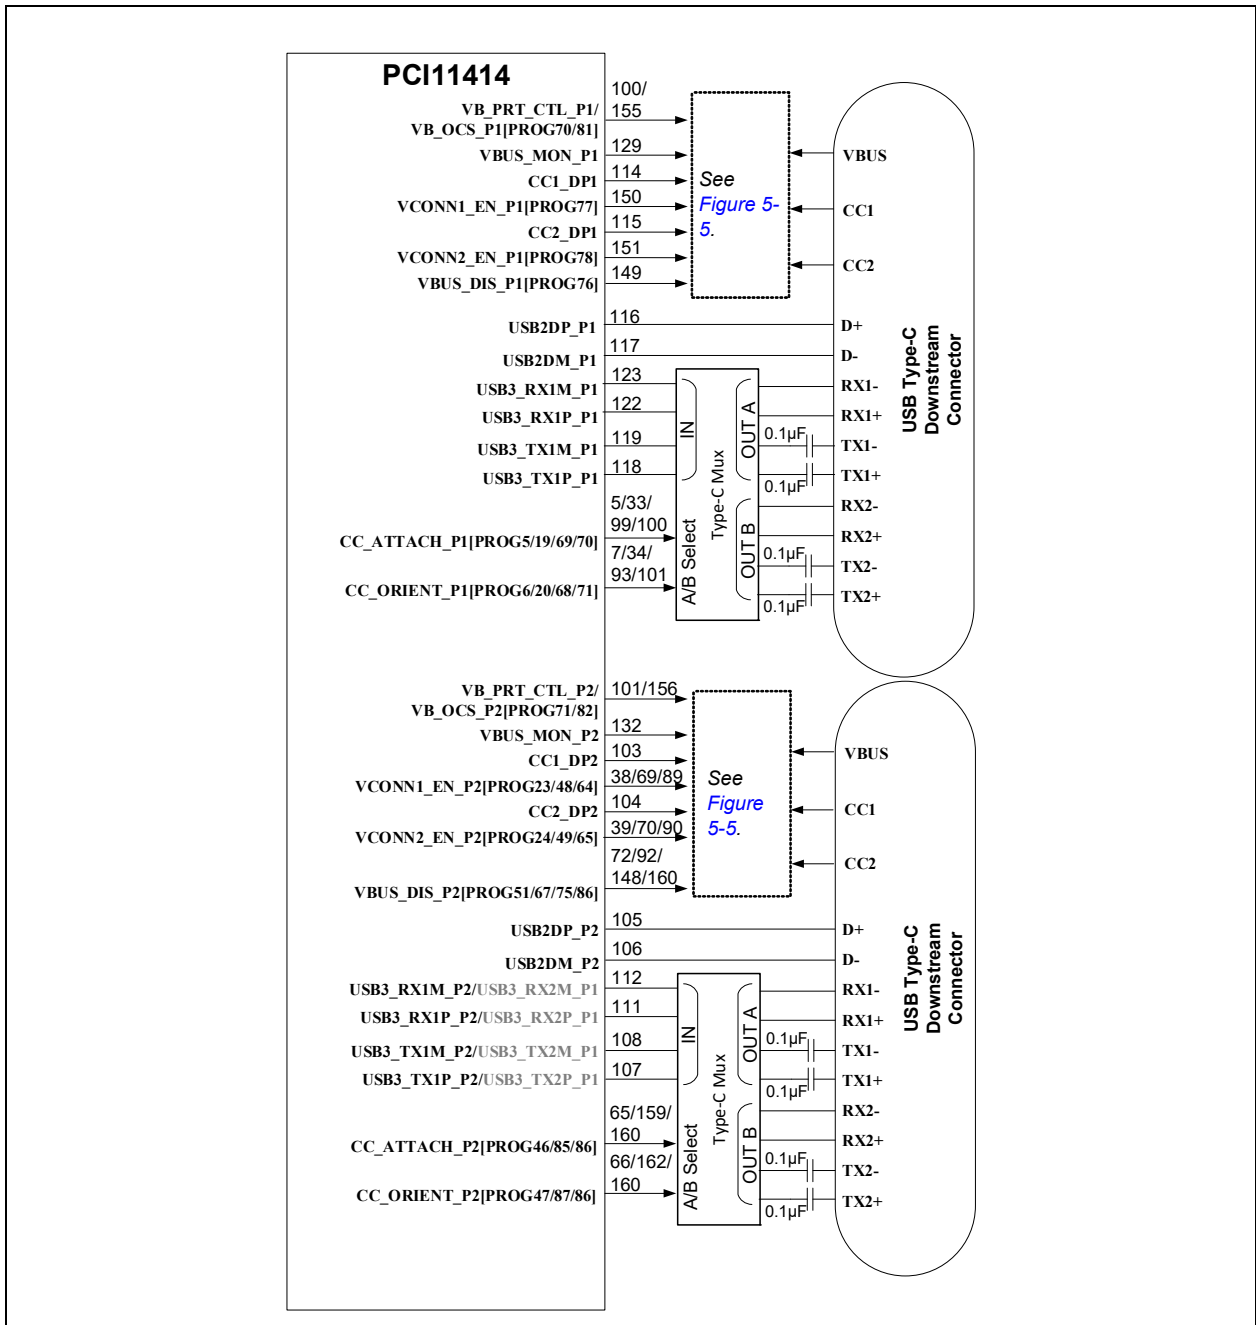 PCI11414
100/
VB_PRT_CTL_P1/
155
VB_OCS_P1[PROG70/81]
VBUS_MON_P1
129
CC1_DP1
114
VCONN1_EN_P1[PROG77]
150
CC2_DP1
115
VCONN2_EN_P1[PROG78]
151
VBUS_DIS_P1[PROG76]
149
See
Figure 5-
5.
VBUS
CC1
CC2
USB2DP_P1
116
D+
USB2DM_P1
117
D-
USB3_RX1M_P1
123
RX1-
USB3_RX1P_P1
122
RX1+
USB3_TX1M_P1
119
0.1µF
TX1-
USB3_TX1P_P1
118
0.1µF
TX1+
5/33/
99/100
CC_ATTACH_P1[PROG5/19/69/70]
7/34/
93/101
CC_ORIENT_P1[PROG6/20/68/71]
IN
OUT A
Type-C Mux
A/B Select
OUT B
RX2-
RX2+
0.1µF
TX2-
0.1µF
TX2+
USB Type-C
Downstream
Connector
VB_PRT_CTL_P2/
101/156
VB_OCS_P2[PROG71/82]
VBUS_MON_P2
132
CC1_DP2
103
VCONN1_EN_P2[PROG23/48/64]
38/69/89
CC2_DP2
104
VCONN2_EN_P2[PROG24/49/65]
39/70/90
72/92/
148/160
VBUS_DIS_P2[PROG51/67/75/86]
See
Figure
5-5.
VBUS
CC1
CC2
USB2DP_P2
105
D+
USB2DM_P2
106
D-
USB3_RX1M_P2/USB3_RX2M_P1
112
RX1-
USB3_RX1P_P2/USB3_RX2P_P1
111
RX1+
USB3_TX1M_P2/USB3_TX2M_P1
108
0.1µF
TX1-
USB3_TX1P_P2/USB3_TX2P_P1
107
0.1µF
TX1+
65/159/
160
CC_ATTACH_P2[PROG46/85/86]
66/162/
160
CC_ORIENT_P2[PROG47/87/86]
IN
OUT A
Type-C Mux
A/B Select
OUT B
RX2-
RX2+
0.1µF
TX2-
0.1µF
TX2+
USB Type-C
Downstream
Connector